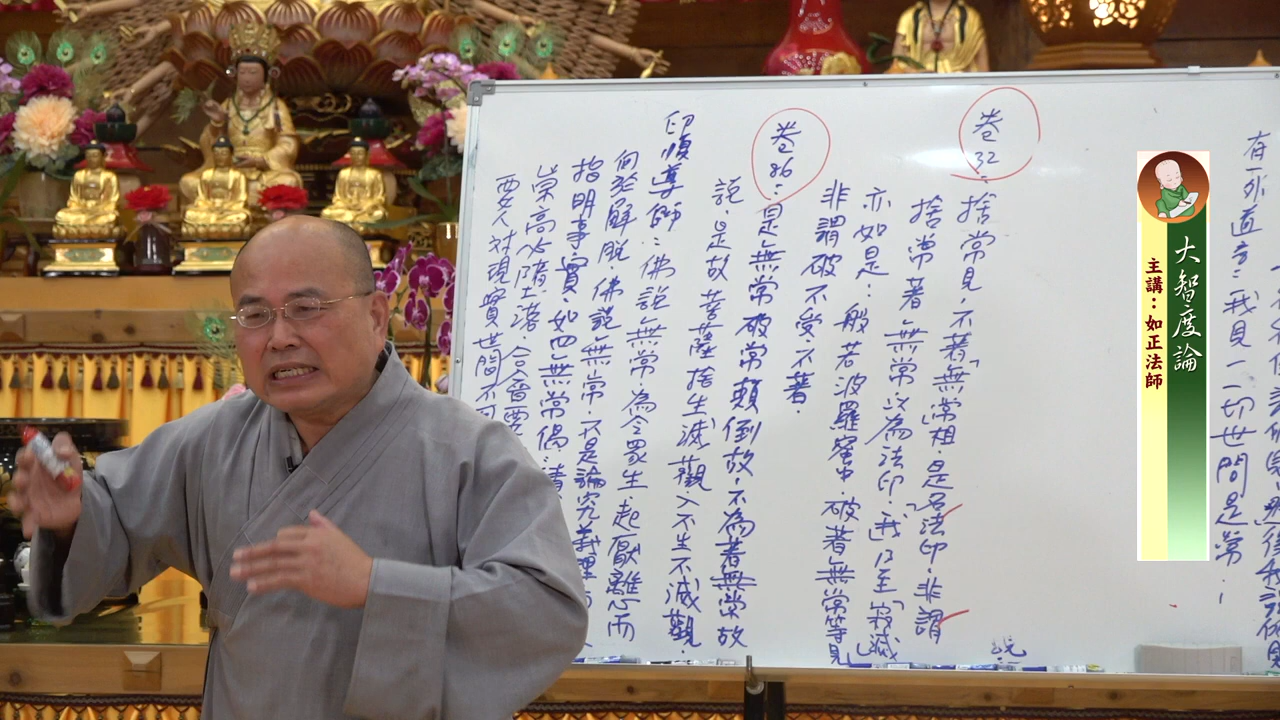 有一外道言:我見一切世間是常
大智度論
主講:如正法師
卷32:捨常見,不著「無常」相,是名法印,非謂
捨常著無常以為法印。我乃至「寂滅」
亦如是:般若波羅蜜中,破著無常等見,
非謂破不受、不著。
卷86:是無常破常顛倒故,不為著無常故
說,是故菩薩捨生滅觀,入不生不滅觀。
印順導師:佛說無常,為令眾生,起厭離心而
向於解脫。佛說無常,不是論究義理
指明事實,如四無常偈:積
崇高必墮落,合會要
要人對現實世間不可